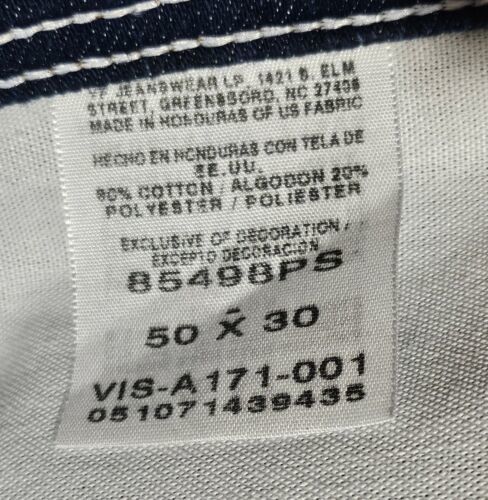 VF JEANSWEAR LP, 1421 S. ELM
STREET, GREENSBORO, NC 27406
MADE IN HONDURAS OF US FABRIC
HECHO EN HONDURAS CON TELA DE
EE.UU.
80% COTTON / ALGODON 20%
POLYESTER / POLIESTER
EXCLUSIVE OF DECORATION/
EXCEPTO DECORACION
85498PS
50 X 30
VIS-A171-001
051071439435